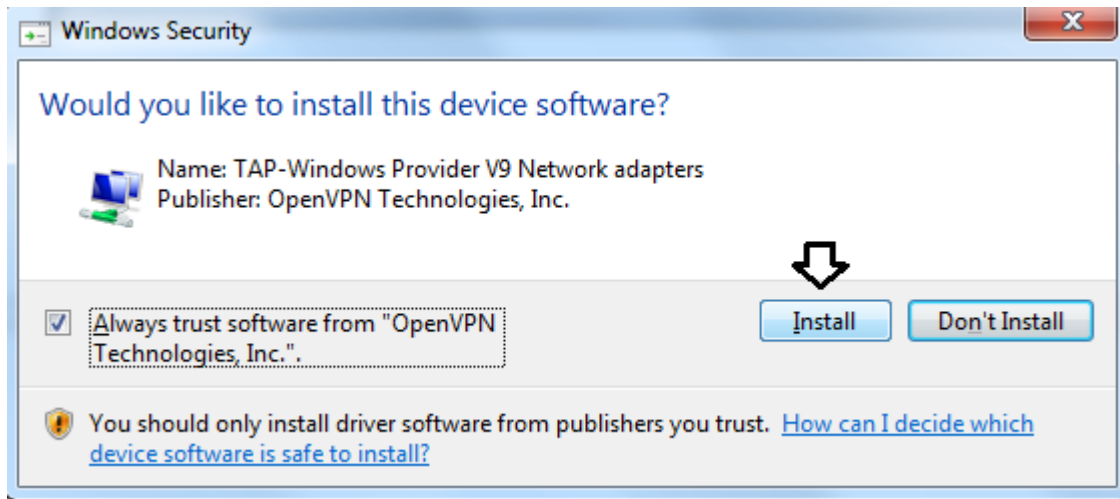 Windows Security
Would you like to install this device software?
Name: TAP-Windows Provider V9 Network adapters
Publisher: OpenVPN Technologies, Inc.
Always trust software from "OpenVPN
Technologies, Inc.".
Install
Don't Install
You should only install driver software from publishers you trust. How can I decide which
device software is safe to install?